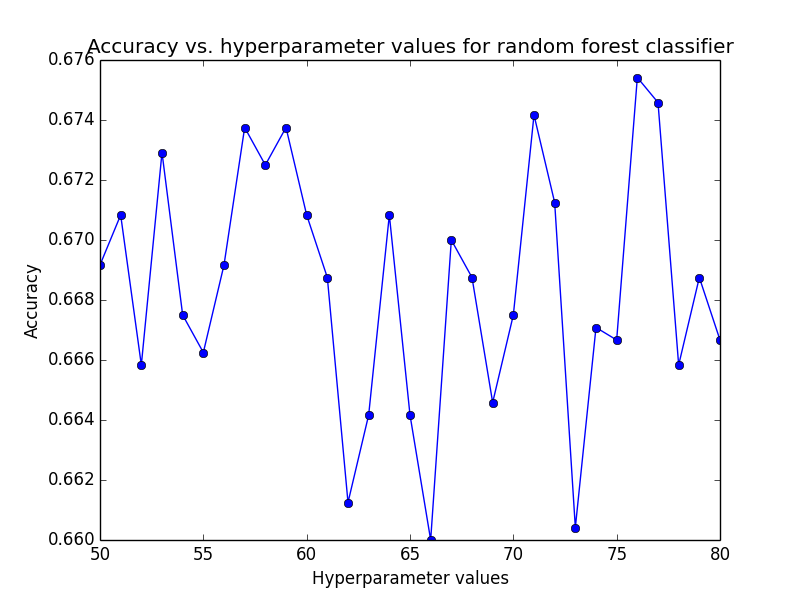 Accuracy vs. hyperparameter values for random forest classifier
0.676
0.674
0.672
0.670
0.668
0.666
0.664
0.662
0.660
Accuracy
50 55 60 65 70 75 80
Hyperparameter values